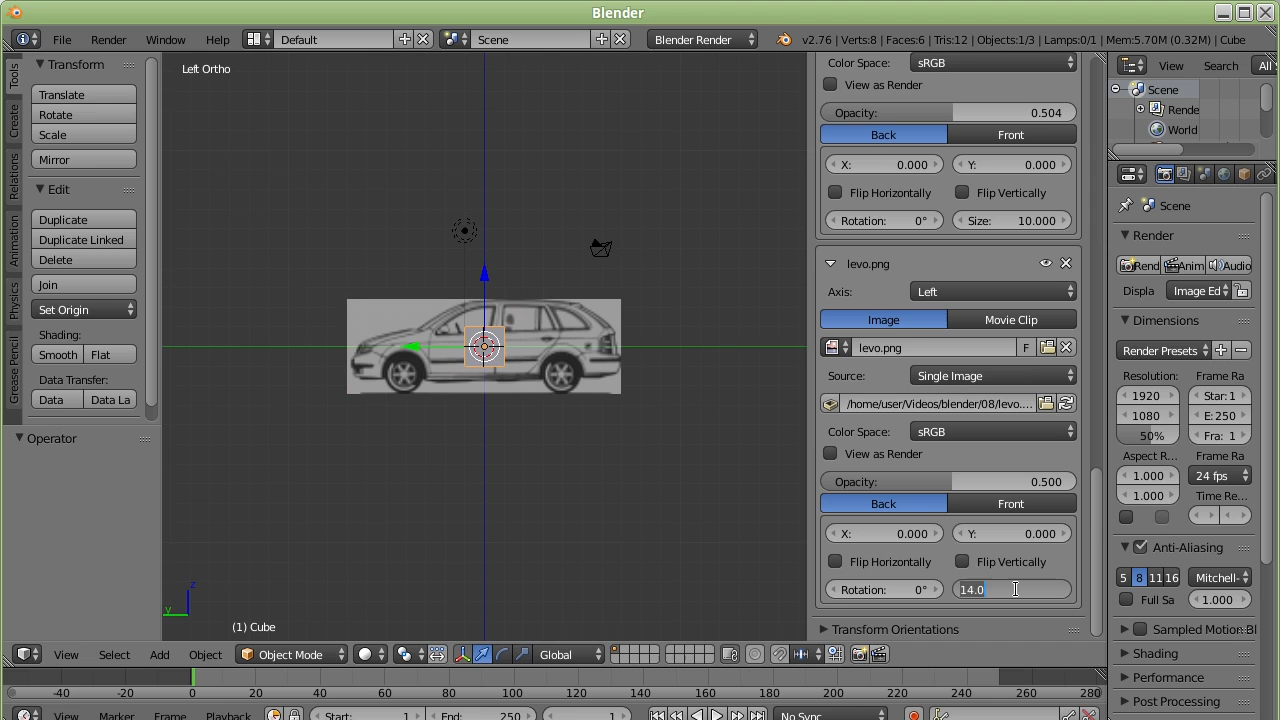 Blender
File Render Window Help Default Scene Blender Render v2.76 | Verts:8 | Faces:6 | Tris:12 | Objects:1/3 | Lamps:0/1 | Mem:5.70M (0.32M) | Cube
Tools
Create
Relations
Animation
Physics
Grease Pencil
Transform
Translate
Rotate
Scale
Mirror
Edit
Duplicate
Duplicate Linked
Delete
Join
Set Origin
Shading:
Smooth Flat
Data Transfer:
Data Data La
Operator
Left Ortho
z
y
(1) Cube
Color Space: sRGB
View as Render
Opacity: 0.504
Back Front
X: 0.000 Y: 0.000
Flip Horizontally Flip Vertically
Rotation: 0° Size: 10.000
levo.png
Axis: Left
Image Movie Clip
levo.png F
Source: Single Image
/home/user/Videos/blender/08/levo....
Color Space: sRGB
View as Render
Opacity: 0.500
Back Front
X: 0.000 Y: 0.000
Flip Horizontally Flip Vertically
Rotation: 0° 14.0
Transform Orientations
View Search All
Scene
Rende
World
Scene
Render
Rend Anim Audio
Displa Image Ed
Dimensions
Render Presets
Resolution: Frame Ra
1920 Star: 1
1080 E: 250
50% Fra: 1
Aspect R... Frame Ra
1.000 24 fps
1.000 Time Re...
Anti-Aliasing
5 8 11 16 Mitchell-
Full Sa 1.000
Sampled Motion Bl
Shading
Performance
Post Processing
View Select Add Object Object Mode Global
-40 -20 0 20 40 60 80 100 120 140 160 180 200 220 240 260 280
View Marker Frame Playback Start: 1 End: 250 1 No Sync